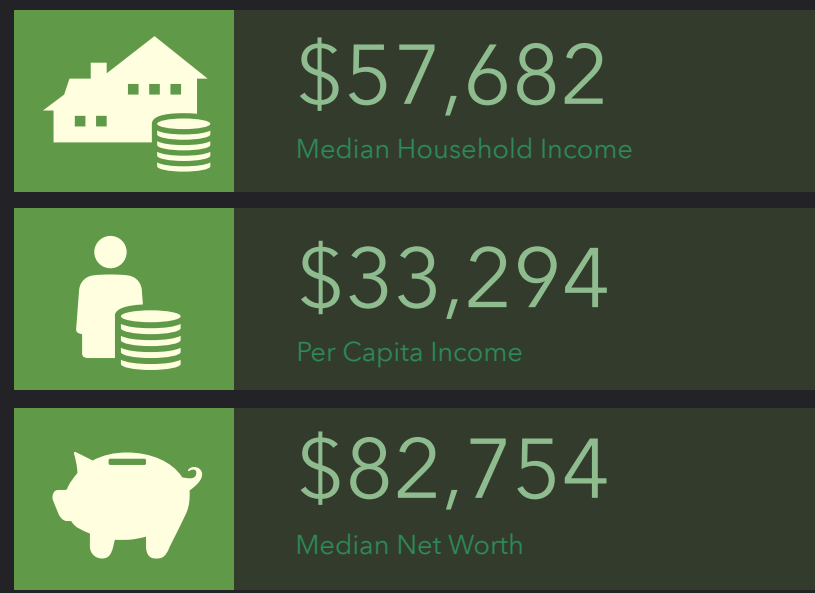 $57,682
Median Household Income
$33,294
Per Capita Income
$82,754
Median Net Worth